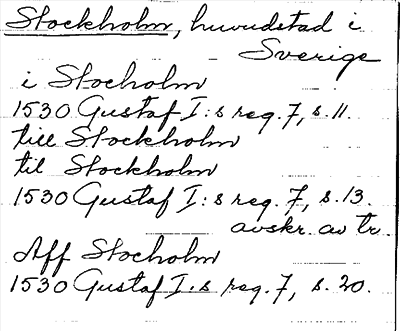 Stockholm, huvudstad i
Sverige
i Stocholm
1530 Gustaf I:s reg. 7, s. 11.
till Stockholm
til Stockholm
1530 Gustaf I:s reg. 7, s. 13.
avskr. av tr.
Aff Stocholm
1530 Gustaf I.s reg. 7, s. 20.